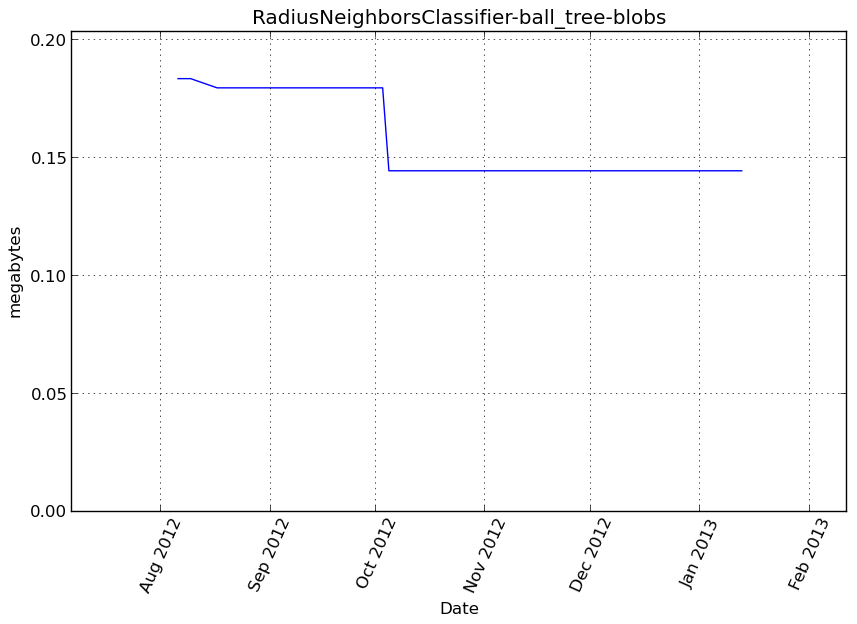 RadiusNeighborsClassifier-ball_tree-blobs
0.20
0.15
0.10
0.05
0.00
megabytes
Aug 2012
Sep 2012
Oct 2012
Nov 2012
Dec 2012
Jan 2013
Feb 2013
Date